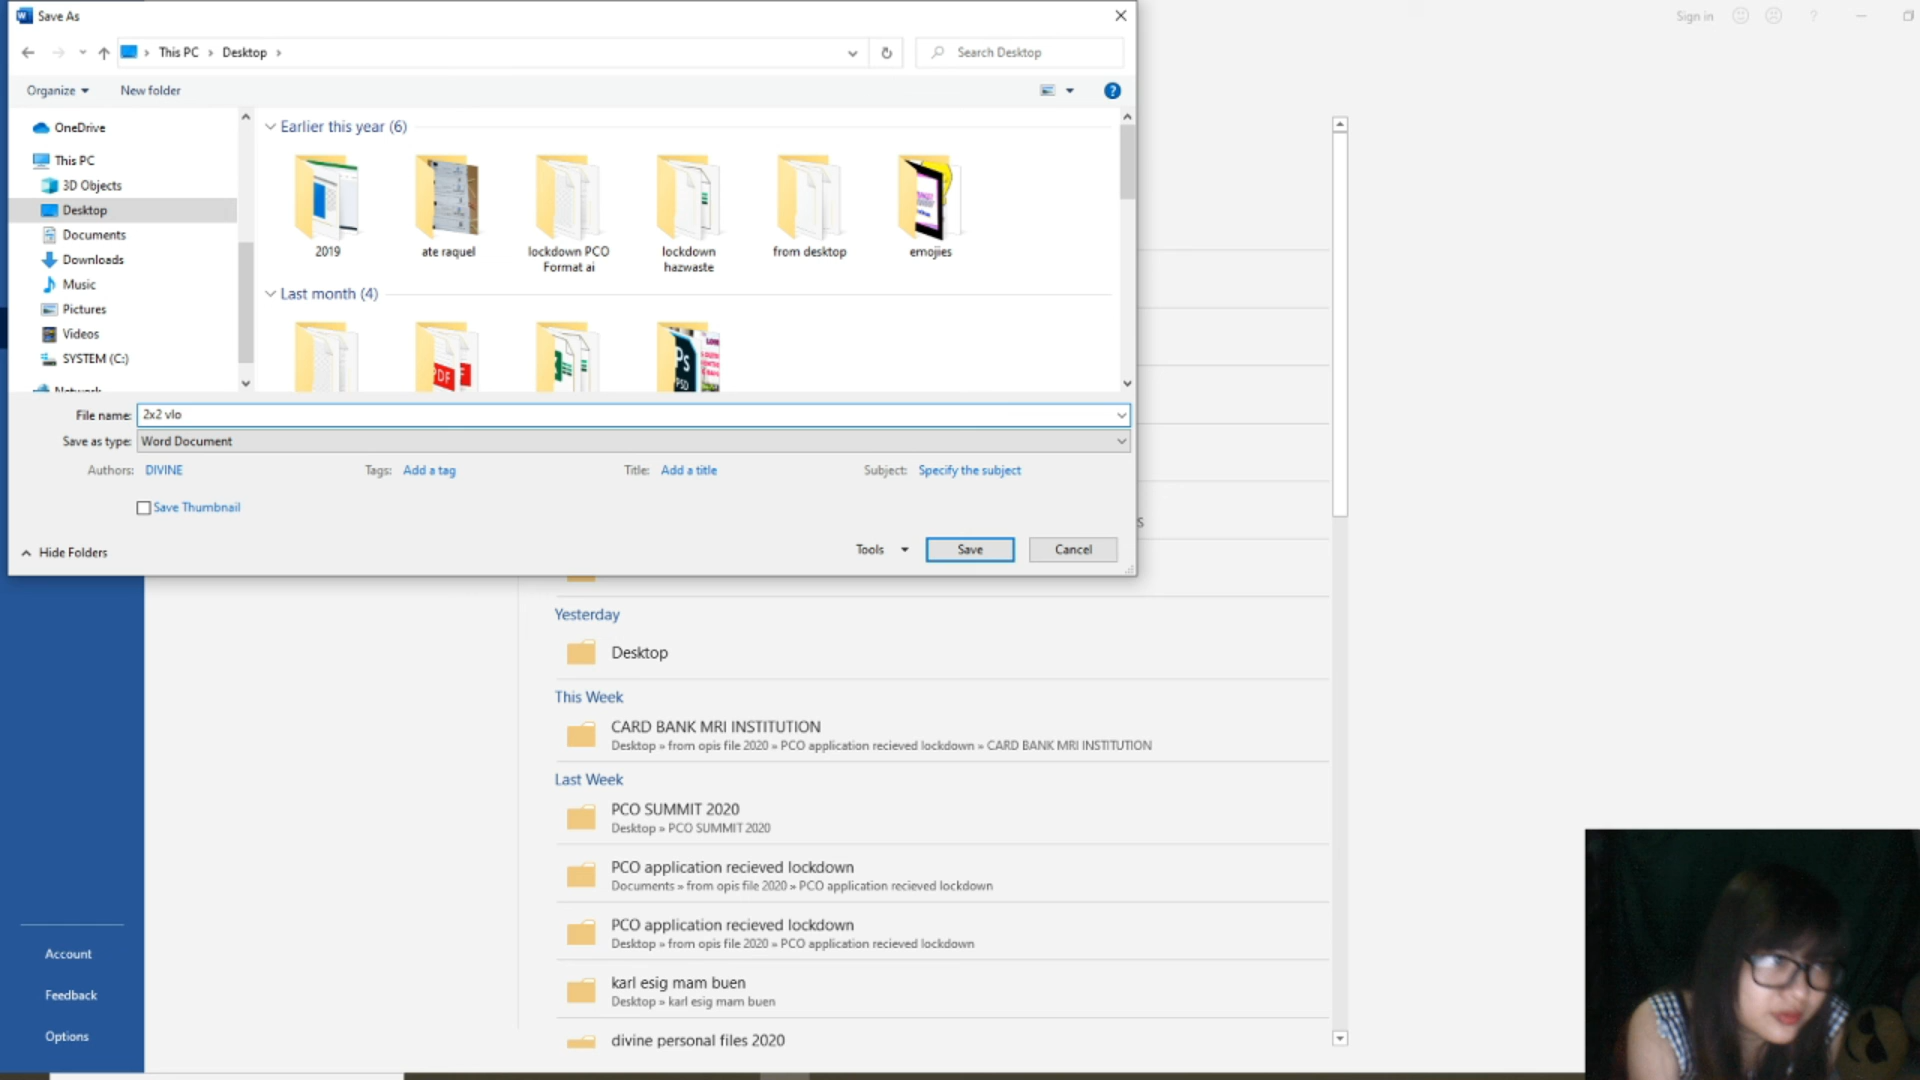 Save As
Sign in
This PC > Desktop >
Search Desktop
Organize
New folder
OneDrive
This PC
3D Objects
Desktop
Documents
Downloads
Music
Pictures
Videos
SYSTEM (C:)
Network
Earlier this year (6)
2019
ate raquel
lockdown PCO
Format ai
lockdown
hazwaste
from desktop
emojies
Last month (4)
PDF
File name: 2x2 vlo
Save as type: Word Document
Authors: DIVINE
Tags: Add a tag
Title: Add a title
Subject: Specify the subject
Save Thumbnail
Hide Folders
Tools
Save
Cancel
Yesterday
Desktop
This Week
CARD BANK MRI INSTITUTION
Desktop » from opis file 2020 » PCO application recieved lockdown » CARD BANK MRI INSTITUTION
Last Week
PCO SUMMIT 2020
Desktop » PCO SUMMIT 2020
PCO application recieved lockdown
Documents » from opis file 2020 » PCO application recieved lockdown
PCO application recieved lockdown
Desktop » from opis file 2020 » PCO application recieved lockdown
karl esig mam buen
Desktop » karl esig mam buen
divine personal files 2020
Account
Feedback
Options